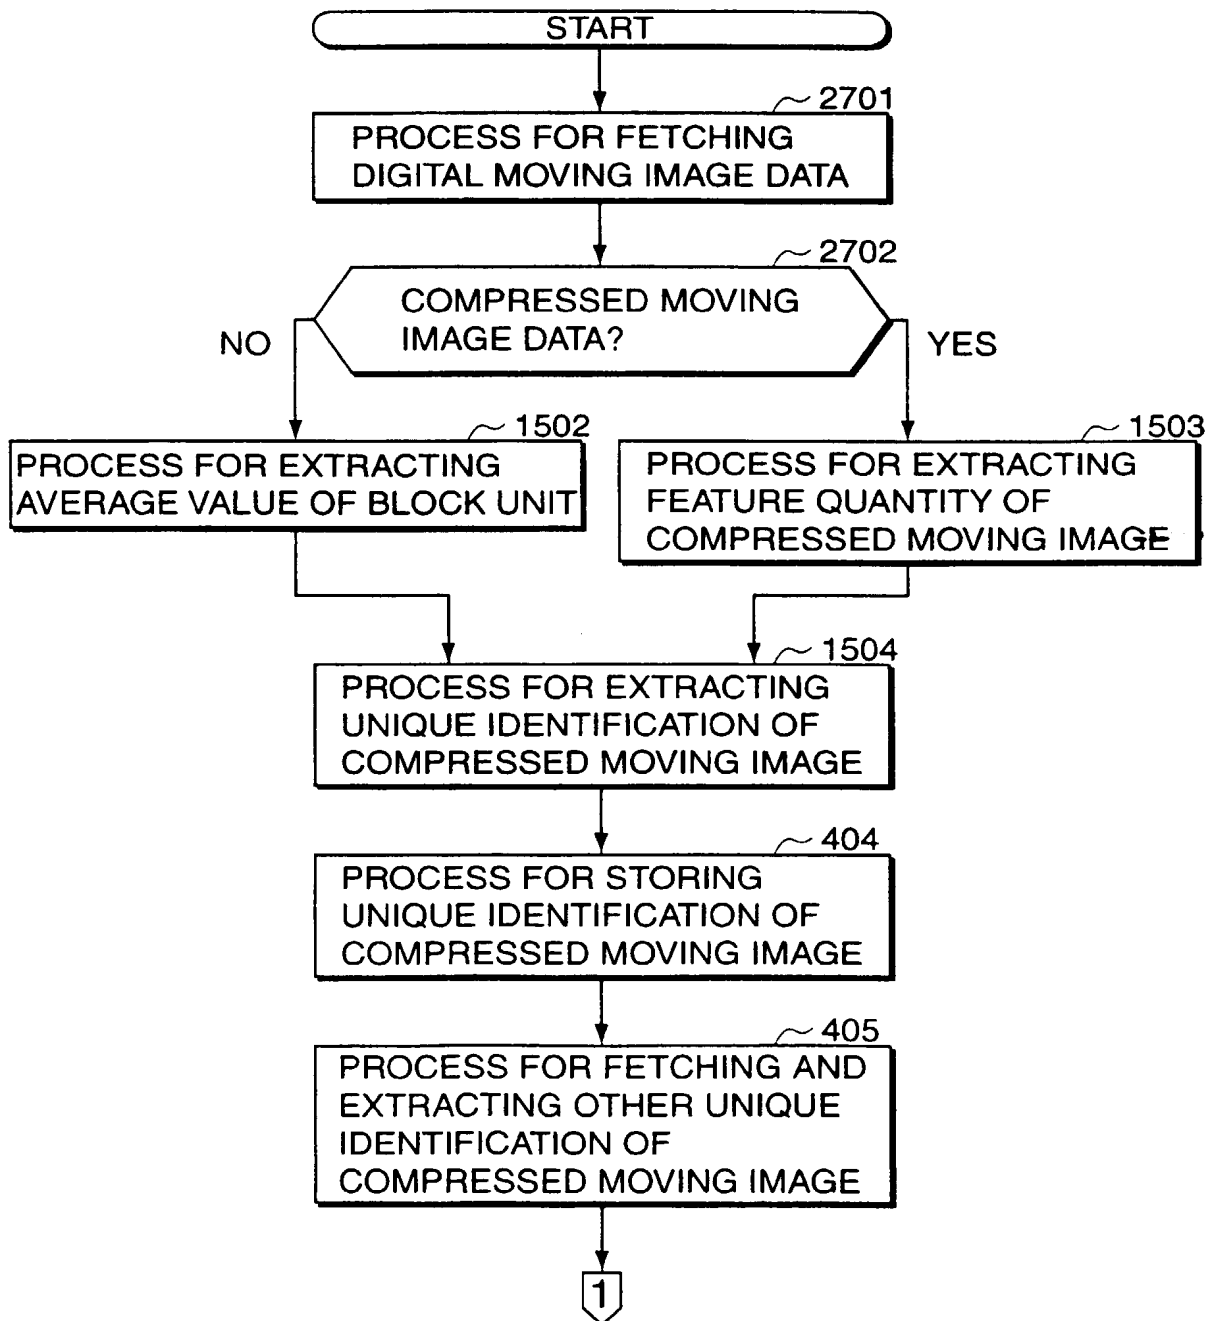 START
2701
PROCESS FOR FETCHING
DIGITAL MOVING IMAGE DATA
2702
COMPRESSED MOVING
IMAGE DATA?
NO
YES
1502
PROCESS FOR EXTRACTING
AVERAGE VALUE OF BLOCK UNIT
1503
PROCESS FOR EXTRACTING
FEATURE QUANTITY OF
COMPRESSED MOVING IMAGE
1504
PROCESS FOR EXTRACTING
UNIQUE IDENTIFICATION OF
COMPRESSED MOVING IMAGE
404
PROCESS FOR STORING
UNIQUE IDENTIFICATION OF
COMPRESSED MOVING IMAGE
405
PROCESS FOR FETCHING AND
EXTRACTING OTHER UNIQUE
IDENTIFICATION OF
COMPRESSED MOVING IMAGE
1